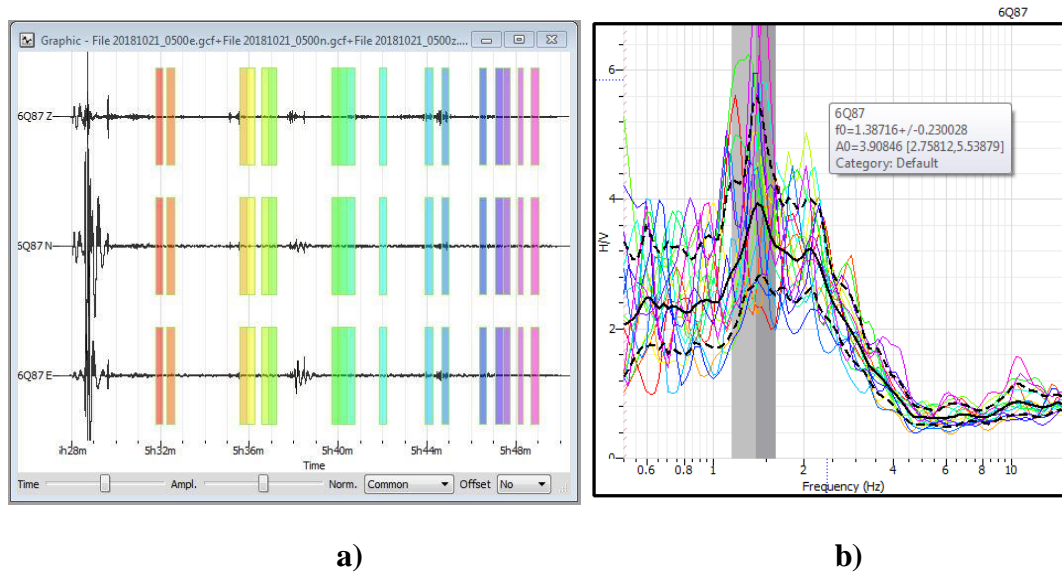 Graphic - File 20181021_0500e.gcf+File 20181021_0500n.gcf+File 20181021_0500z....
6Q87 Z
6Q87 N
6Q87 E
5h28m 5h32m 5h36m 5h40m 5h44m 5h48m
Time
Time Ampl. Norm. Common Offset No
a)
6Q87
6
4
2
0
H/V
6Q87
f0=1.38716+/-0.230028
A0=3.90846 [2.75812,5.53879]
Category: Default
0.6 0.8 1 2 4 6 8 10
Frequency (Hz)
b)